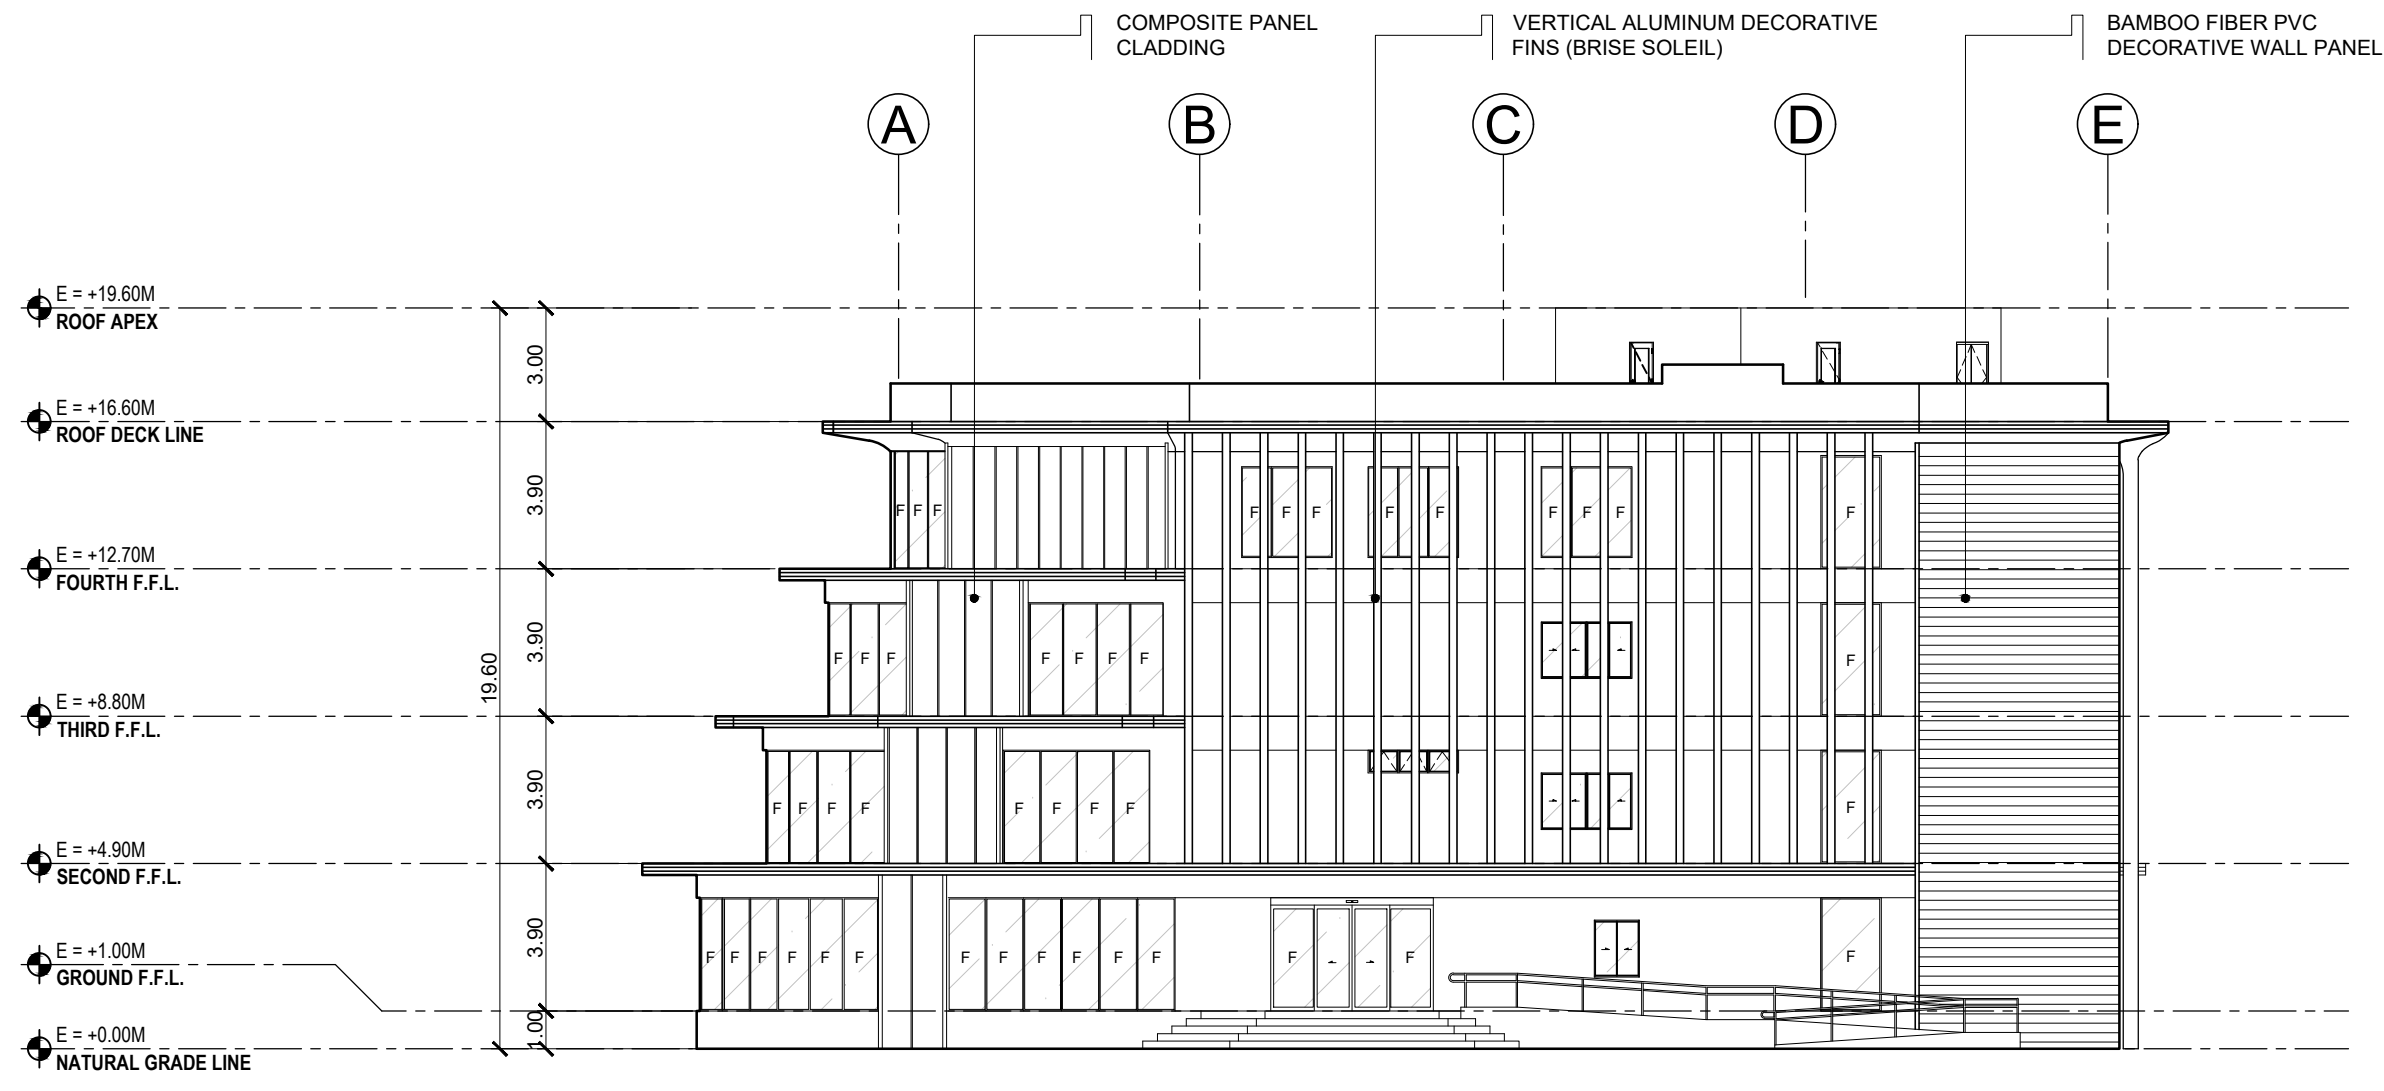 COMPOSITE PANEL
CLADDING
VERTICAL ALUMINUM DECORATIVE
FINS (BRISE SOLEIL)
BAMBOO FIBER PVC
DECORATIVE WALL PANEL
A B C D E
E = +19.60M
ROOF APEX
3.00
E = +16.60M
ROOF DECK LINE
3.90
F F F F F F F F F F F F
E = +12.70M
FOURTH F.F.L.
3.90
19.60
F F F F F F F F
E = +8.80M
THIRD F.F.L.
3.90
F F F F F F F F F
E = +4.90M
SECOND F.F.L.
3.90
F F F F F F F F F F F F F F F
E = +1.00M
GROUND F.F.L.
1.00
E = +0.00M
NATURAL GRADE LINE